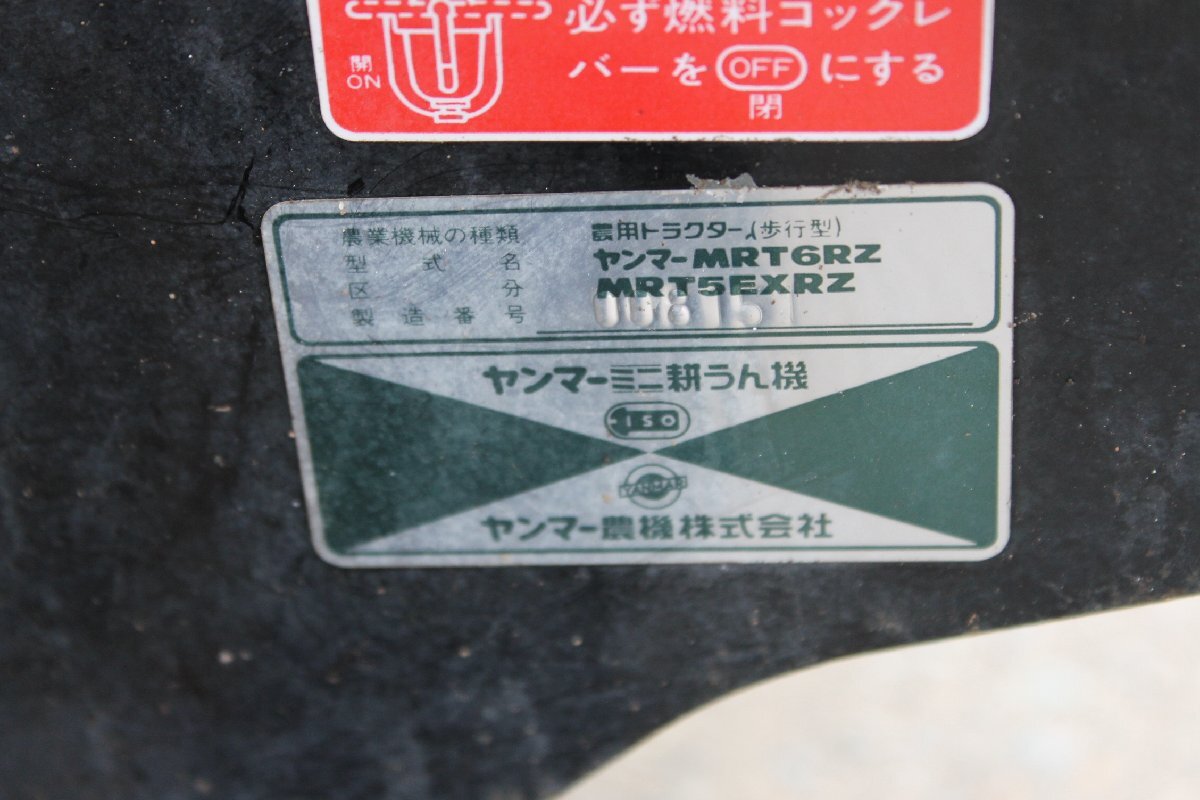 必ず燃料コックレ
開
ON
バーを OFF にする
閉
農業機械の種類 農用トラクター(歩行型)
型式名 ヤンマーMRT6RZ
区分 MRT5EXRZ
製造番号 008151
ヤンマーミニ耕うん機
ISO
YANMAR
ヤンマー農機株式会社